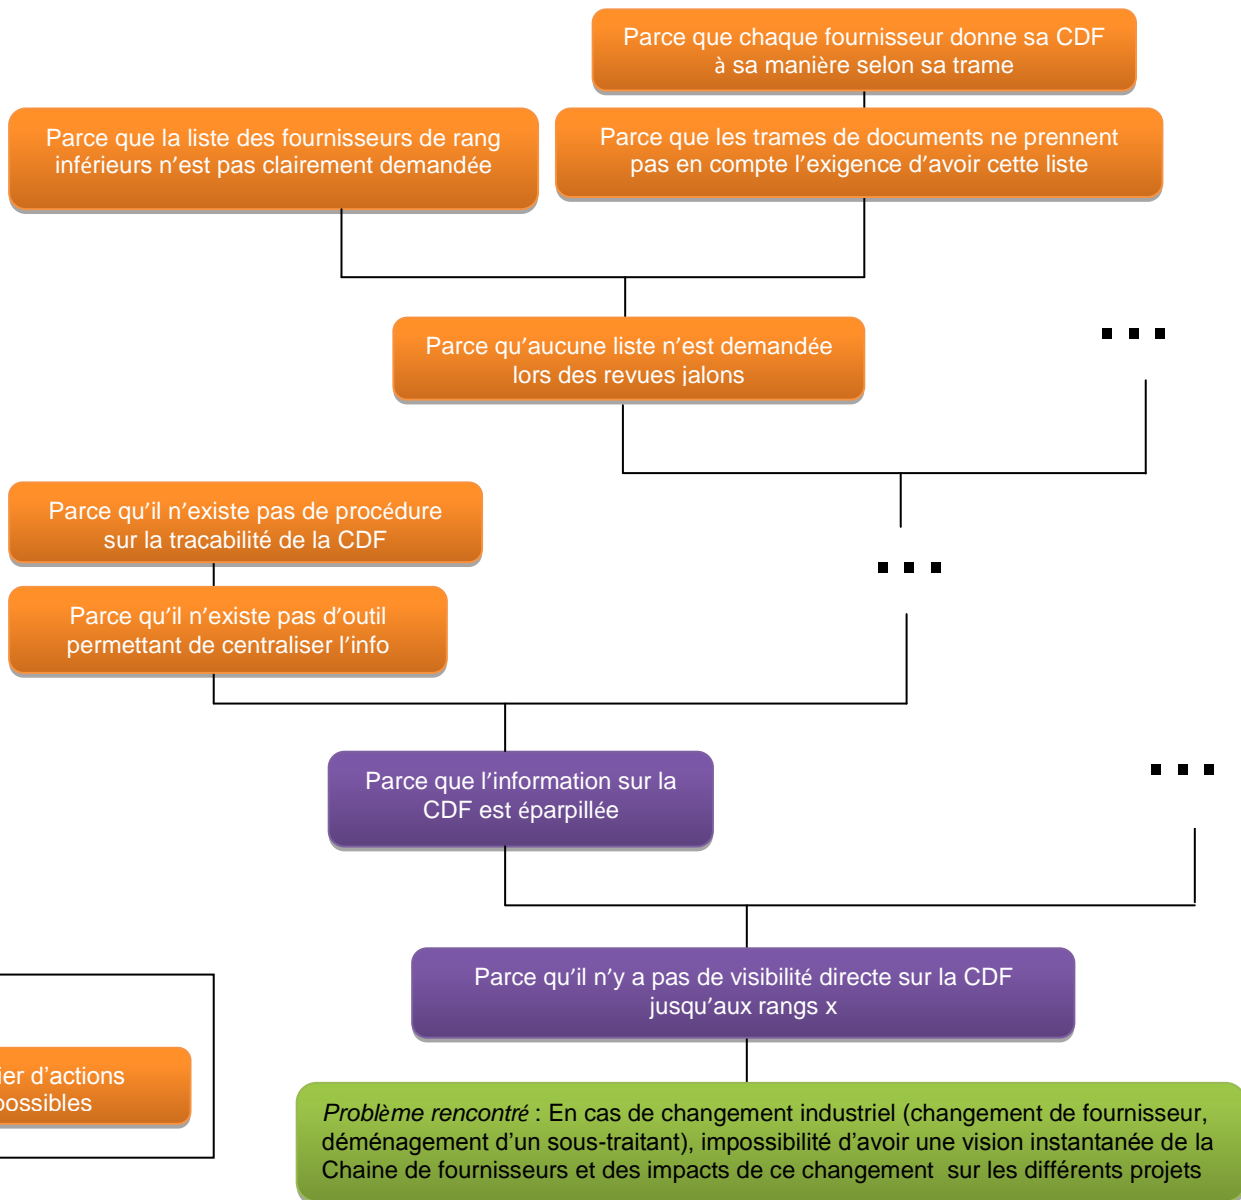 Parce que chaque fournisseur donne sa CDF
à sa manière selon sa trame
Parce que la liste des fournisseurs de rang
inférieurs n'est pas clairement demandée
Parce que les trames de documents ne prennent
pas en compte l'exigence d'avoir cette liste
Parce qu'aucune liste n'est demandée
lors des revues jalons
...
Parce qu'il n'existe pas de procédure
sur la tracabilité de la CDF
...
Parce qu'il n'existe pas d'outil
permettant de centraliser l'info
Parce que l'information sur la
CDF est éparpillée
...
Parce qu'il n'y a pas de visibilité directe sur la CDF
jusqu'aux rangs x
d'actions
possibles
Problème rencontré : En cas de changement industriel (changement de fournisseur,
déménagement d'un sous-traitant), impossibilité d'avoir une vision instantanée de la
Chaine de fournisseurs et des impacts de ce changement sur les différents projets